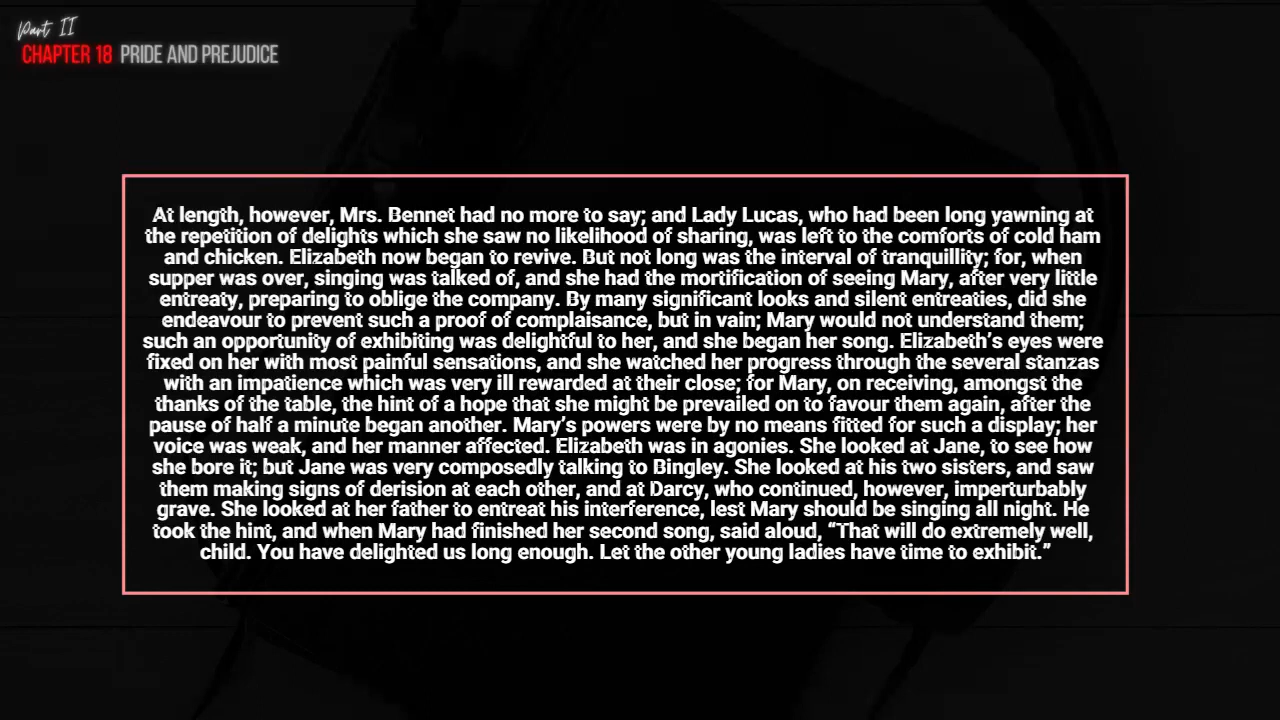 Part II
CHAPTER 18 PRIDE AND PREJUDICE
At length, however, Mrs. Bennet had no more to say; and Lady Lucas, who had been long yawning at
the repetition of delights which she saw no likelihood of sharing, was left to the comforts of cold ham
and chicken. Elizabeth now began to revive. But not long was the interval of tranquillity; for, when
supper was over, singing was talked of, and she had the mortification of seeing Mary, after very little
entreaty, preparing to oblige the company. By many significant looks and silent entreaties, did she
endeavour to prevent such a proof of complaisance, but in vain; Mary would not understand them;
such an opportunity of exhibiting was delightful to her, and she began her song. Elizabeth’s eyes were
fixed on her with most painful sensations, and she watched her progress through the several stanzas
with an impatience which was very ill rewarded at their close; for Mary, on receiving, amongst the
thanks of the table, the hint of a hope that she might be prevailed on to favour them again, after the
pause of half a minute began another. Mary’s powers were by no means fitted for such a display; her
voice was weak, and her manner affected. Elizabeth was in agonies. She looked at Jane, to see how
she bore it; but Jane was very composedly talking to Bingley. She looked at his two sisters, and saw
them making signs of derision at each other, and at Darcy, who continued, however, imperturbably
grave. She looked at her father to entreat his interference, lest Mary should be singing all night. He
took the hint, and when Mary had finished her second song, said aloud, “That will do extremely well,
child. You have delighted us long enough. Let the other young ladies have time to exhibit.”